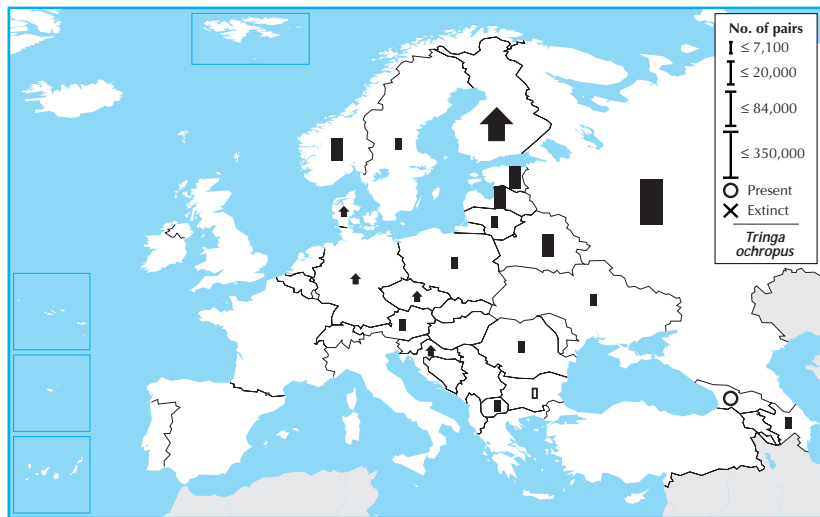 No. of pairs
≤ 7,100
≤ 20,000
≤ 84,000
≤ 350,000
Present
Extinct
Tringa
ochropus